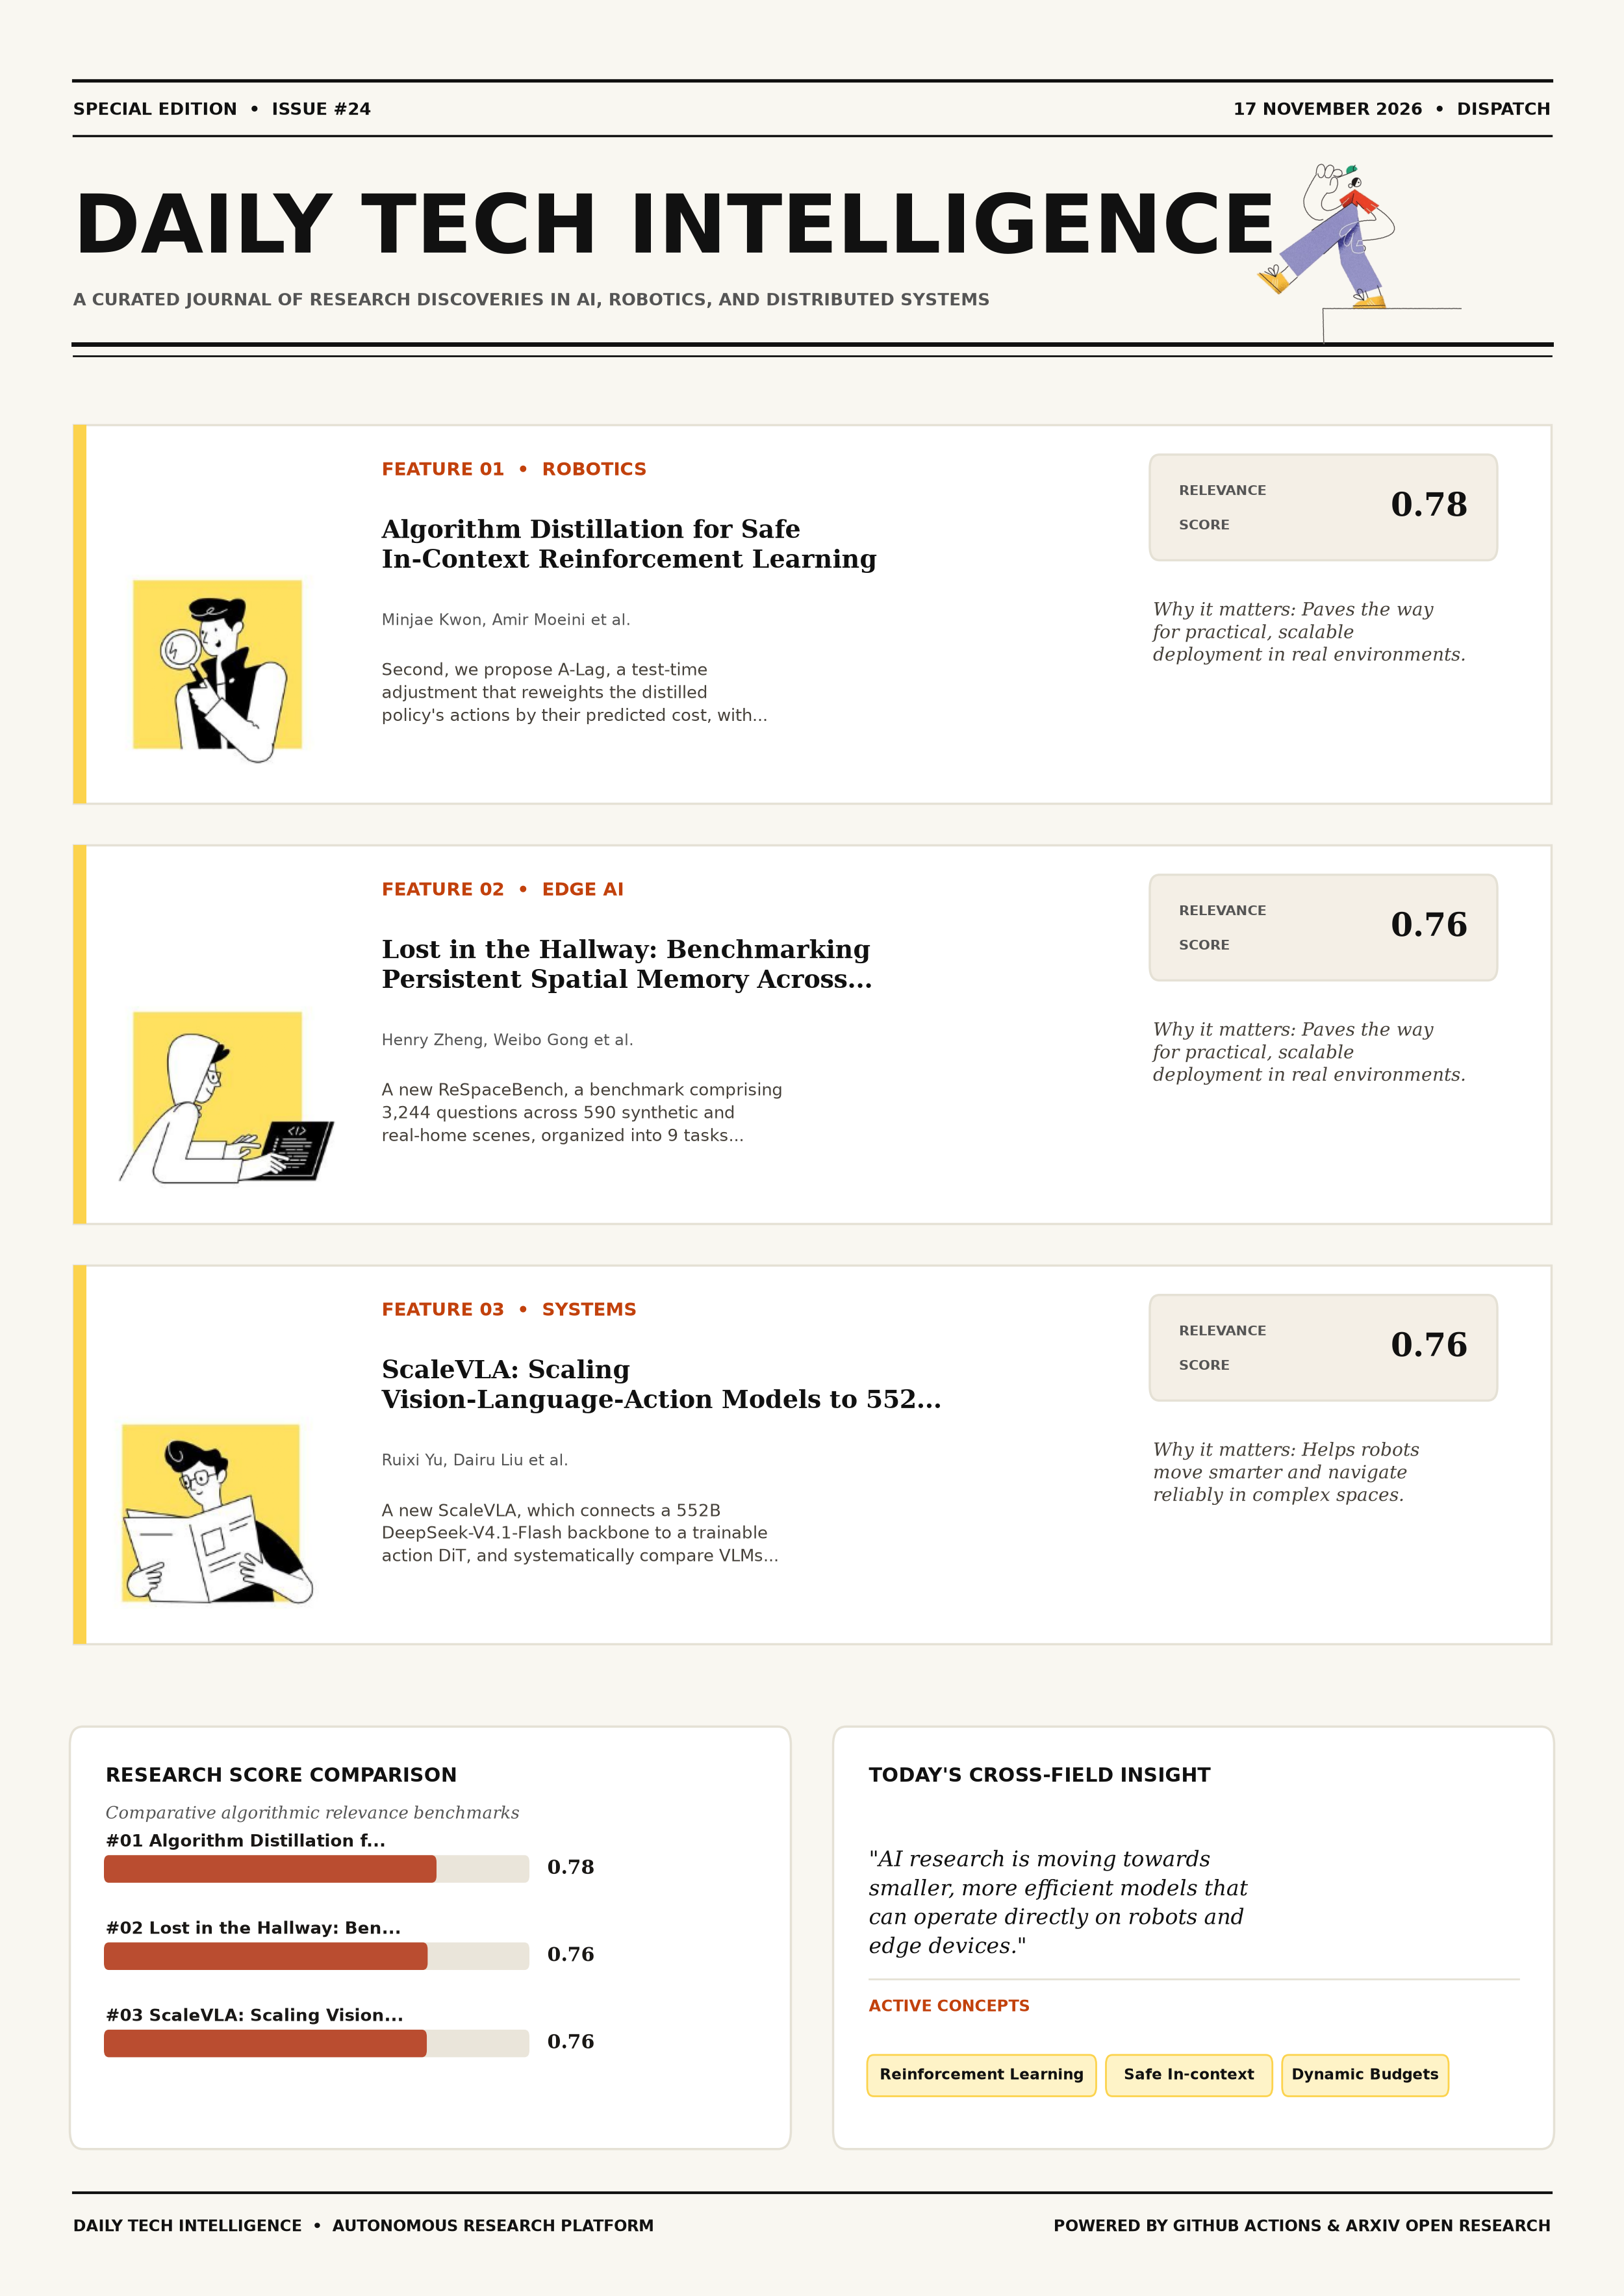 SPECIAL EDITION • ISSUE #24
17 NOVEMBER 2026 • DISPATCH
DAILY TECH INTELLIGENCE
A CURATED JOURNAL OF RESEARCH DISCOVERIES IN AI, ROBOTICS, AND DISTRIBUTED SYSTEMS
FEATURE 01 • ROBOTICS
Algorithm Distillation for Safe
In-Context Reinforcement Learning
Minjae Kwon, Amir Moeini et al.
Second, we propose A-Lag, a test-time
adjustment that reweights the distilled
policy's actions by their predicted cost, with...
RELEVANCE
SCORE
0.78
Why it matters: Paves the way
for practical, scalable
deployment in real environments.
FEATURE 02 • EDGE AI
Lost in the Hallway: Benchmarking
Persistent Spatial Memory Across...
Henry Zheng, Weibo Gong et al.
A new ReSpaceBench, a benchmark comprising
3,244 questions across 590 synthetic and
real-home scenes, organized into 9 tasks...
RELEVANCE
SCORE
0.76
Why it matters: Paves the way
for practical, scalable
deployment in real environments.
</>
FEATURE 03 • SYSTEMS
ScaleVLA: Scaling
Vision-Language-Action Models to 552...
Ruixi Yu, Dairu Liu et al.
A new ScaleVLA, which connects a 552B
DeepSeek-V4.1-Flash backbone to a trainable
action DiT, and systematically compare VLMs...
RELEVANCE
SCORE
0.76
Why it matters: Helps robots
move smarter and navigate
reliably in complex spaces.
RESEARCH SCORE COMPARISON
Comparative algorithmic relevance benchmarks
#01 Algorithm Distillation f...
0.78
#02 Lost in the Hallway: Ben...
0.76
#03 ScaleVLA: Scaling Vision...
0.76
TODAY'S CROSS-FIELD INSIGHT
"AI research is moving towards
smaller, more efficient models that
can operate directly on robots and
edge devices."
ACTIVE CONCEPTS
Reinforcement Learning
Safe In-context
Dynamic Budgets
DAILY TECH INTELLIGENCE • AUTONOMOUS RESEARCH PLATFORM
POWERED BY GITHUB ACTIONS & ARXIV OPEN RESEARCH